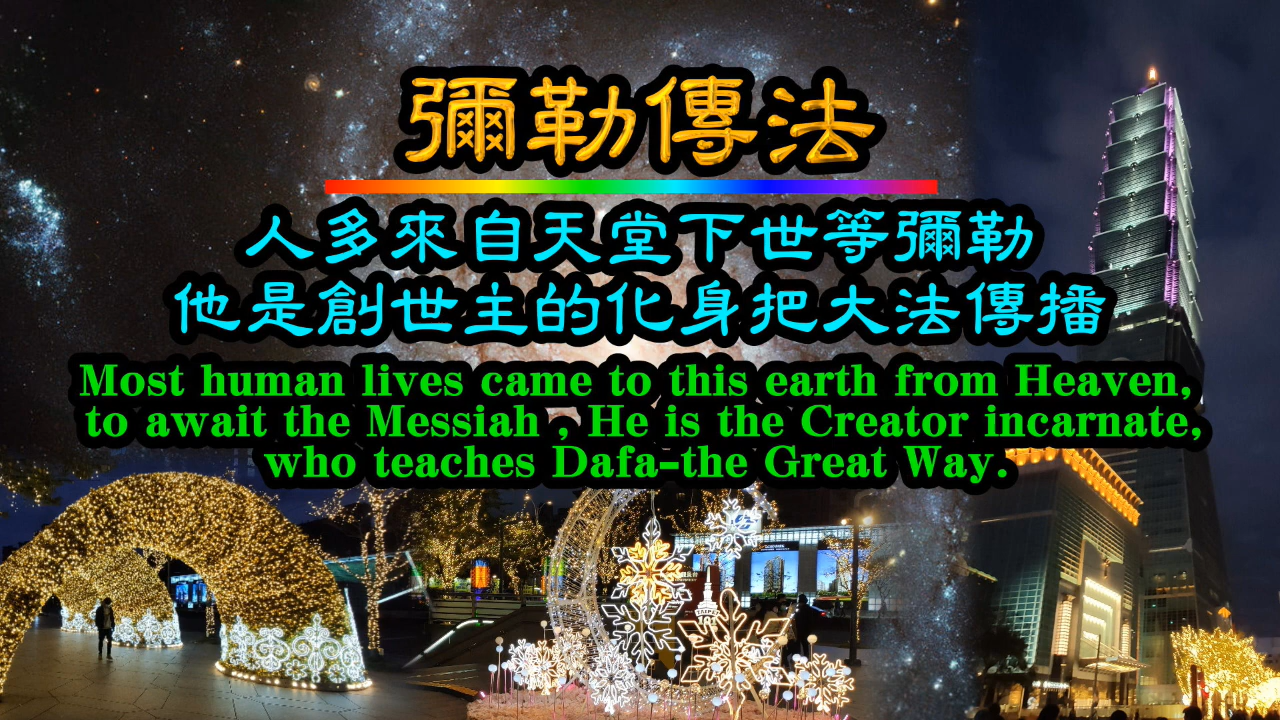 彌勒傳法
人多來自天堂下世等彌勒
他是創世主的化身把大法傳播
Most human lives came to this earth from Heaven,
to await the Messiah , He is the Creator incarnate,
who teaches Dafa-the Great Way.
TAIPEI
101